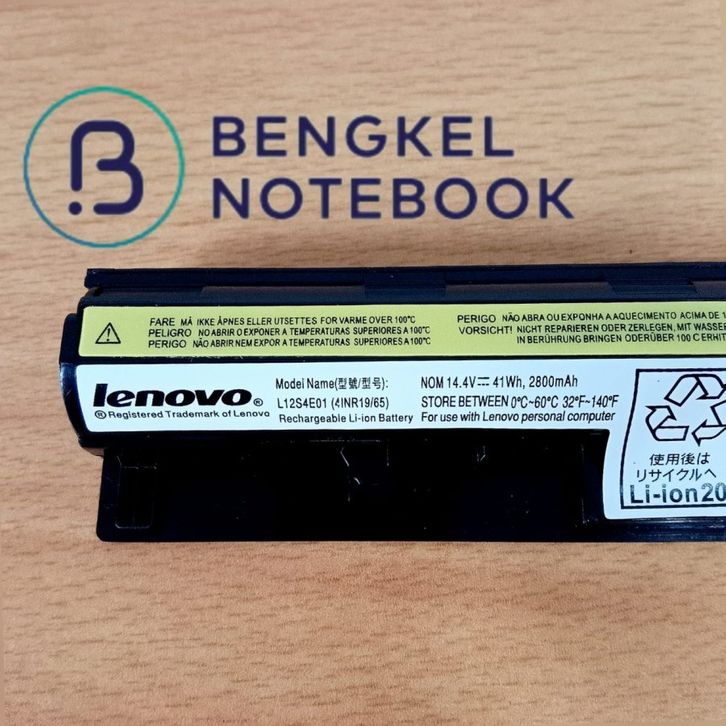 BENGKEL
NOTEBOOK
FARE MÅ IKKE ÅPNES ELLER UTSETTES FOR VARME OVER 100°C
PELIGRO NO ABRIR O EXPONER A TEMPERATURAS SUPERIORES A 100°C
PERIGO NÃO ABRIR NEM EXPOR A TEMPERATURAS SUPERIORES A 100°C
PERIGO NÃO ABRA OU EXPONHA A AQUECIMENTO ACIMA DE 1
VORSICHT! NICHT REPARIEREN ODER ZERLEGEN, MIT WASSE
IN BERÜHRUNG BRINGEN ODERÜBER 100 C ERHIT
lenovo®
® Registered Trademark of Lenovo
Model Name(型號/型号):
L12S4E01 (4INR19/65)
Rechargeable Li-ion Battery
NOM 14.4V⎓ 41Wh, 2800mAh
STORE BETWEEN 0°C~60°C 32°F~140°F
For use with Lenovo personal computer
使用後は
リサイクルへ
Li-ion20